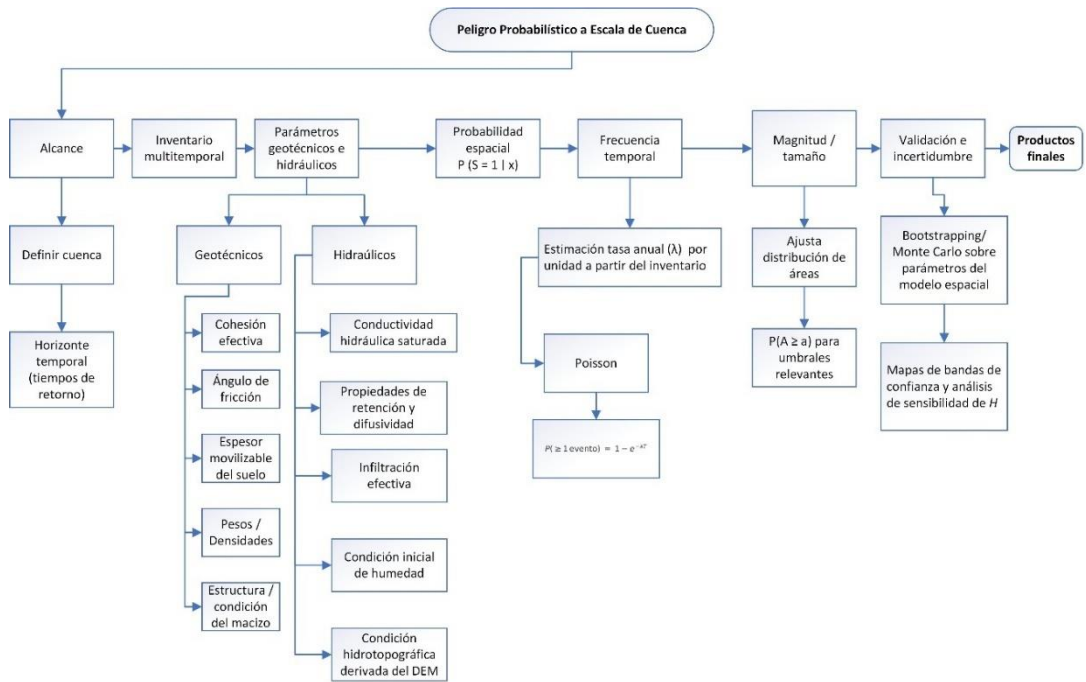 Peligro Probabilístico a Escala de Cuenca
Alcance
Inventario
multitemporal
Parámetros
geotécnicos e
hidráulicos
Probabilidad
espacial
P (S = 1 | x)
Frecuencia
temporal
Magnitud /
tamaño
Validación e
incertidumbre
Productos
finales
Definir cuenca
Horizonte
temporal
(tiempos de
retorno)
Geotécnicos
Cohesión
efectiva
Ángulo de
fricción
Espesor
movilizable
del suelo
Pesos /
Densidades
Estructura /
condición
del macizo
Hidraúlicos
Conductividad
hidráulica saturada
Propiedades de
retención y
difusividad
Infiltración
efectiva
Condición inicial
de humedad
Condición
hidrotopográfica
derivada del DEM
Estimación tasa anual (λ) por
unidad a partir del inventario
Poisson
P(≥ 1 evento) = 1 − e^−λT
Ajusta
distribución de
áreas
P(A ≥ a) para
umbrales
relevantes
Bootstrapping/
Monte Carlo sobre
parámetros del
modelo espacial
Mapas de bandas de
confianza y análisis
de sensibilidad de H